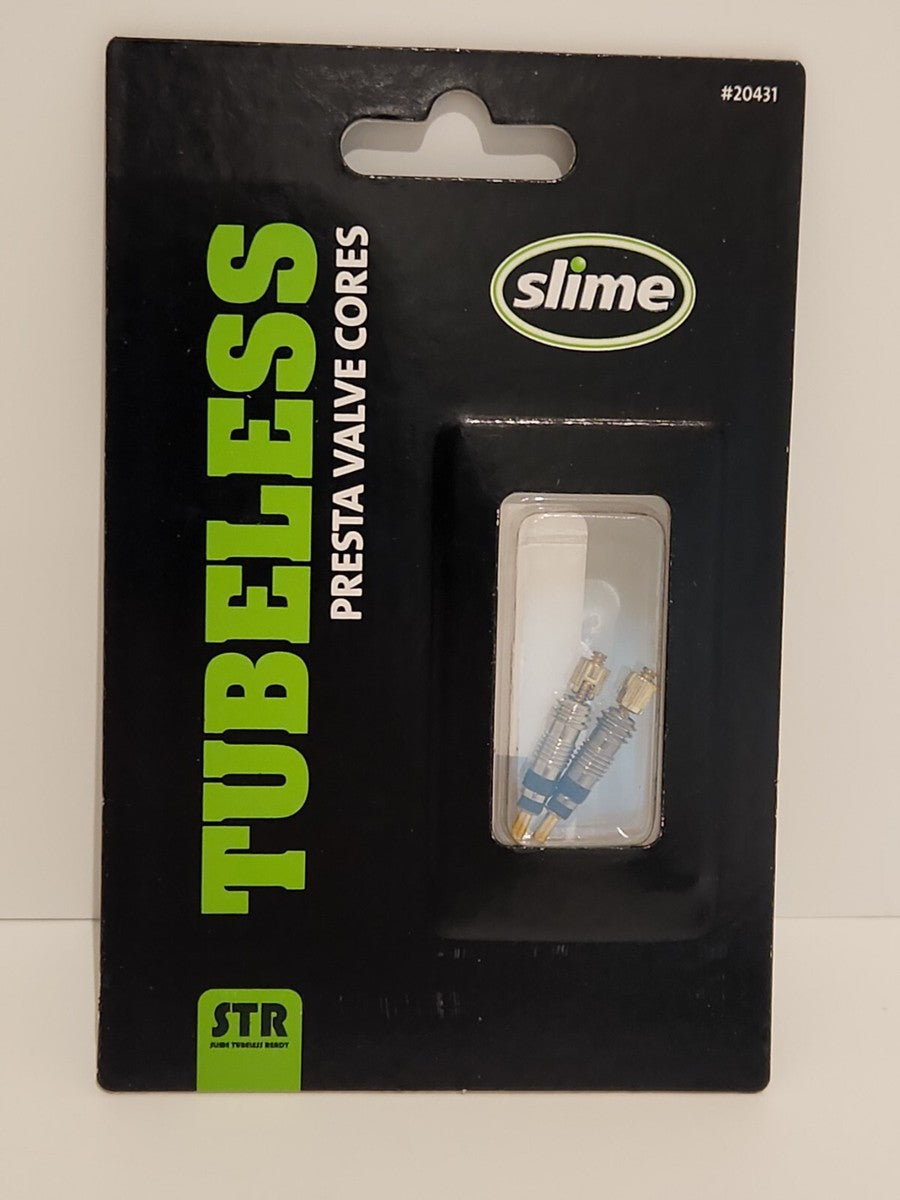 #20431
slime
TUBELESS
PRESTA VALVE CORES
STR
SLIME TUBELESS READY